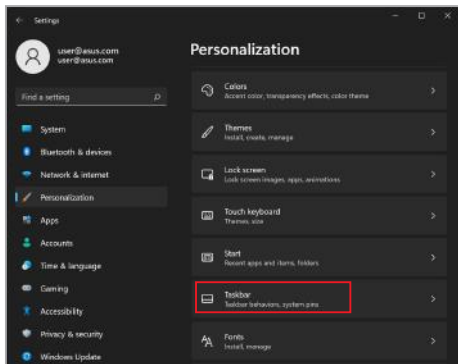 Settings
user@asus.com
user@asus.com
Find a setting
System
Bluetooth & devices
Network & internet
Personalization
Apps
Accounts
Time & language
Gaming
Accessibility
Privacy & security
Windows Update
Personalization
Colors
Accent color, transparency effects, color theme
Themes
Install, create, manage
Lock screen
Lock screen images, apps, animations
Touch keyboard
Themes, size
Start
Recent apps and items, folders
Taskbar
Taskbar behaviors, system pins
Fonts
Install, manage